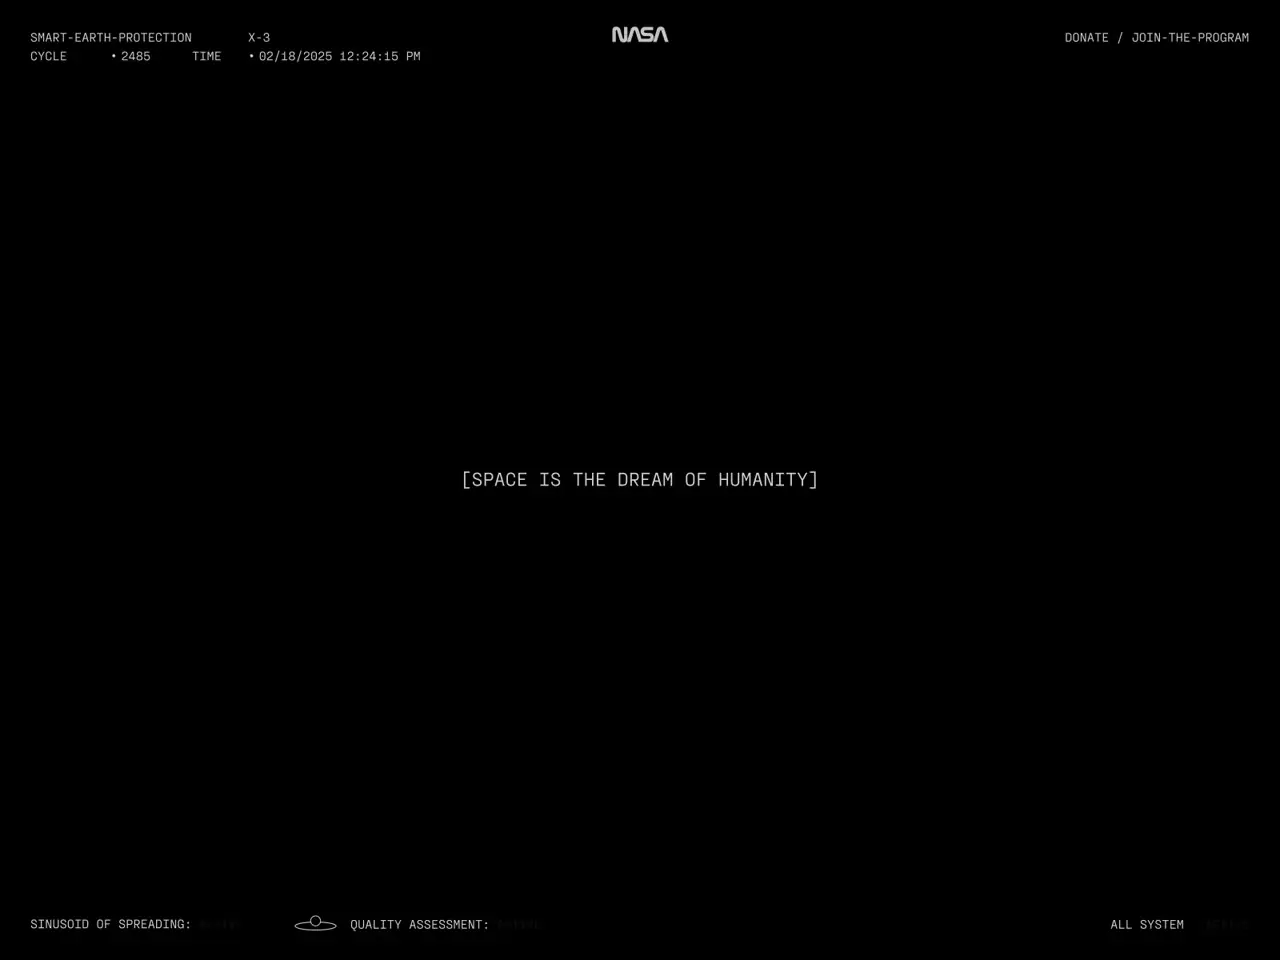 SMART-EARTH-PROTECTION X-3
CYCLE • 2485 TIME • 02/18/2025 12:24:15 PM
NASA
DONATE / JOIN-THE-PROGRAM
[SPACE IS THE DREAM OF HUMANITY]
SINUSOID OF SPREADING:
QUALITY ASSESSMENT:
ALL SYSTEM